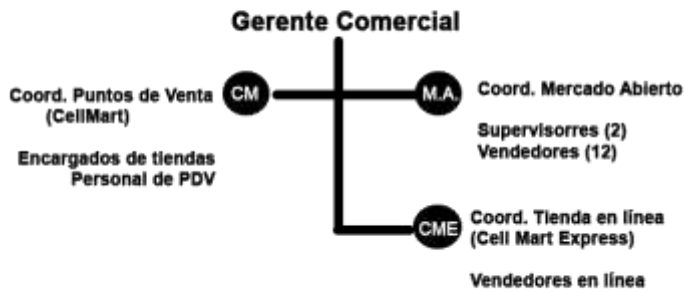 Gerente Comercial
Coord. Puntos de Venta
(CellMart)
CM
Encargados de tiendas
Personal de PDV
M.A.
Coord. Mercado Abierto
Supervisorres (2)
Vendedores (12)
CME
Coord. Tienda en línea
(Cell Mart Express)
Vendedores en línea